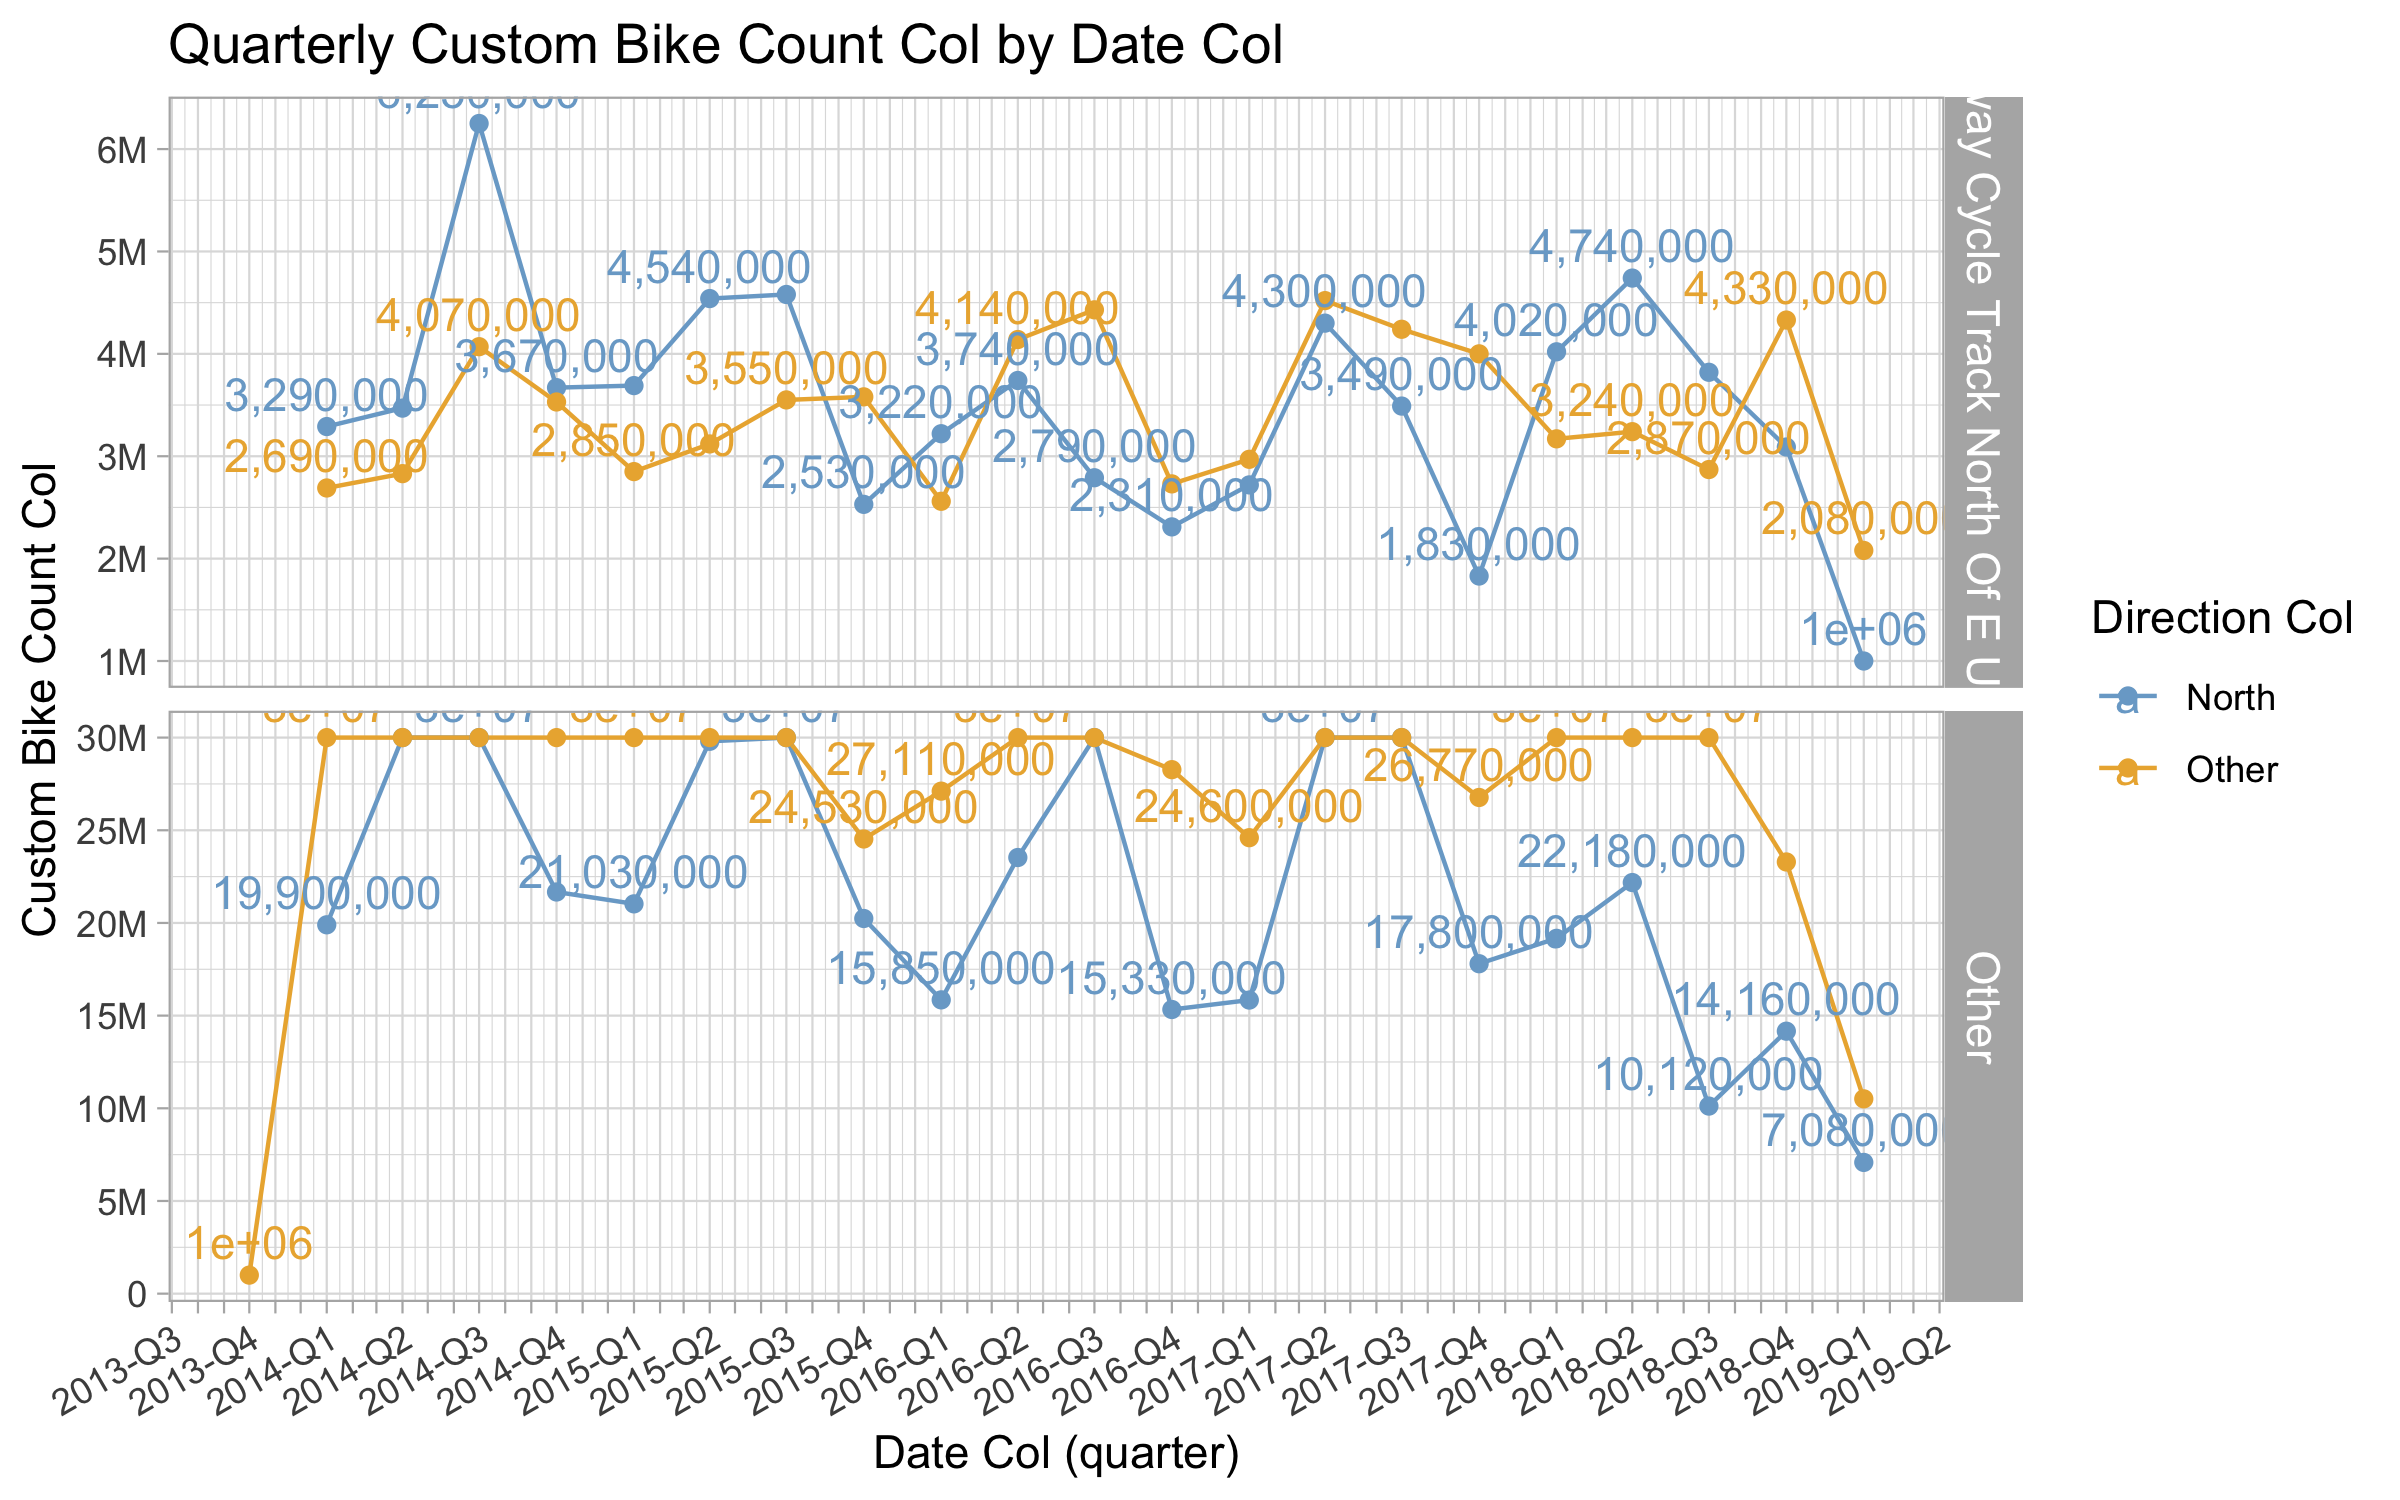 Quarterly Custom Bike Count Col by Date Col
Custom Bike Count Col
6M
5M
4M
3M
2M
1M
4,070,000
3,670,000
3,290,000
2,690,000
4,540,000
2,850,000
3,550,000
2,530,000
3,220,000
4,140,000
3,740,000
2,790,000
2,310,000
4,300,000
3,490,000
1,830,000
4,020,000
4,740,000
3,240,000
2,870,000
4,330,000
2,080,00
1e+06
Cycle Track North Of E U
30M
25M
20M
15M
10M
5M
0
1e+06
19,900,000
21,030,000
24,530,000
27,110,000
15,850,000
15,330,000
24,600,000
26,770,000
17,800,000
22,180,000
10,120,000
14,160,000
7,080,00
Other
2013-Q3
2013-Q4
2014-Q1
2014-Q2
2014-Q3
2014-Q4
2015-Q1
2015-Q2
2015-Q3
2015-Q4
2016-Q1
2016-Q2
2016-Q3
2016-Q4
2017-Q1
2017-Q2
2017-Q3
2017-Q4
2018-Q1
2018-Q2
2018-Q3
2018-Q4
2019-Q1
2019-Q2
Date Col (quarter)
Direction Col
a North
a Other